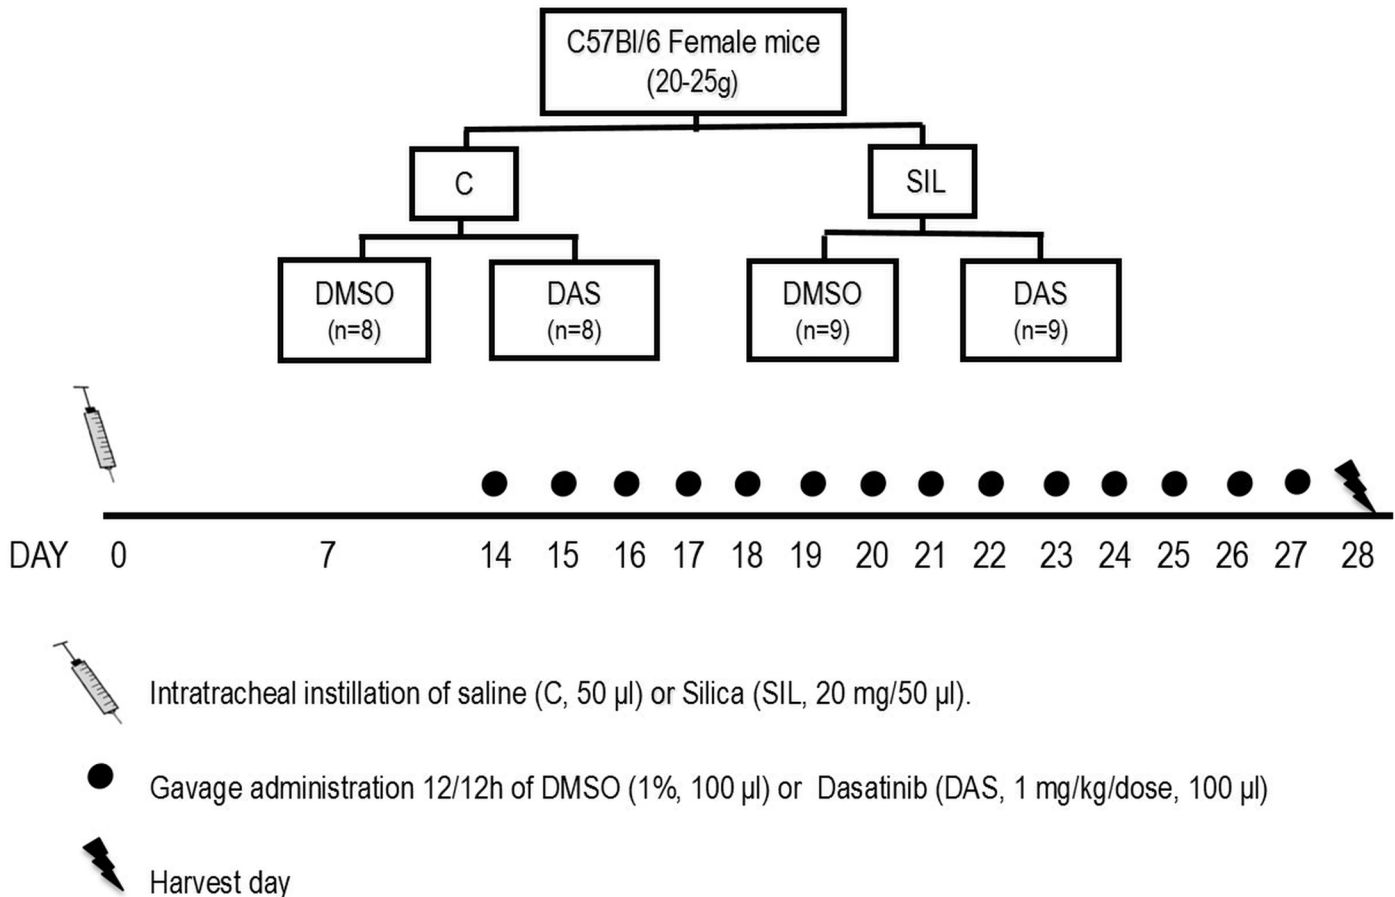 C57Bl/6 Female mice
(20-25g)
C
SIL
DMSO
(n=8)
DAS
(n=8)
DMSO
(n=9)
DAS
(n=9)
DAY 0 7 14 15 16 17 18 19 20 21 22 23 24 25 26 27 28
Intratracheal instillation of saline (C, 50 µl) or Silica (SIL, 20 mg/50 µl).
Gavage administration 12/12h of DMSO (1%, 100 µl) or Dasatinib (DAS, 1 mg/kg/dose, 100 µl)
Harvest day